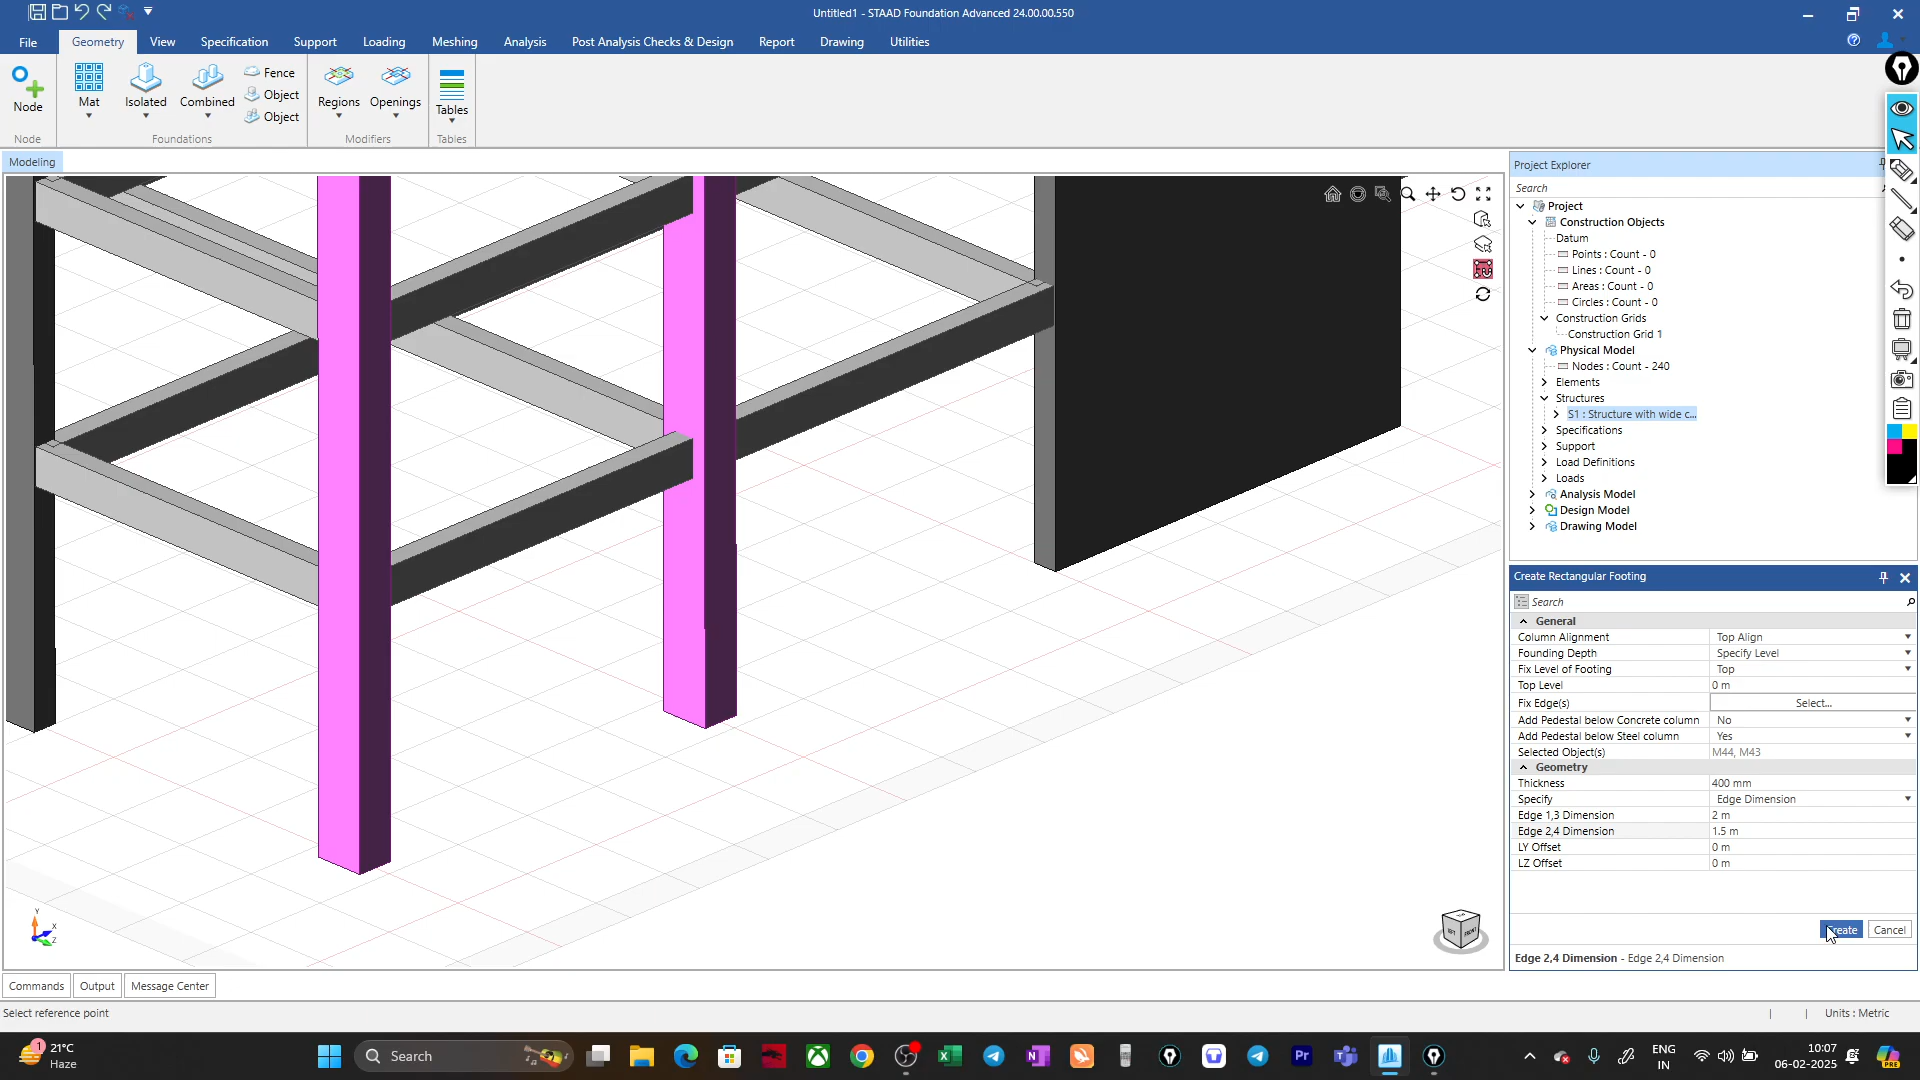 Untitled1 - STAAD Foundation Advanced 24.00.00.550
File
Geometry
View
Specification
Support
Loading
Meshing
Analysis
Post Analysis Checks & Design
Report
Drawing
Utilities
Node
Mat
Isolated
Combined
Fence
Object
Object
Regions
Openings
Tables
Node
Foundations
Modifiers
Tables
Modeling
Project Explorer
Search
Project
Construction Objects
Datum
Points : Count - 0
Lines : Count - 0
Areas : Count - 0
Circles : Count - 0
Construction Grids
Construction Grid 1
Physical Model
Nodes : Count - 240
Elements
Structures
S1 : Structure with wide c...
Specifications
Support
Load Definitions
Loads
Analysis Model
Design Model
Drawing Model
Create Rectangular Footing
Search
General
Column Alignment Top Align
Founding Depth Specify Level
Fix Level of Footing Top
Top Level 0 m
Fix Edge(s) Select...
Add Pedestal below Concrete column No
Add Pedestal below Steel column Yes
Selected Object(s) M44, M43
Geometry
Thickness 400 mm
Specify Edge Dimension
Edge 1,3 Dimension 2 m
Edge 2,4 Dimension 1.5 m
LY Offset 0 m
LZ Offset 0 m
Cancel
Edge 2,4 Dimension - Edge 2,4 Dimension
Y
X
Z
FRONT
Commands
Output
Message Center
Select reference point
Units : Metric
1
21°C
Haze
Search
ENG
IN
10:07
06-02-2025